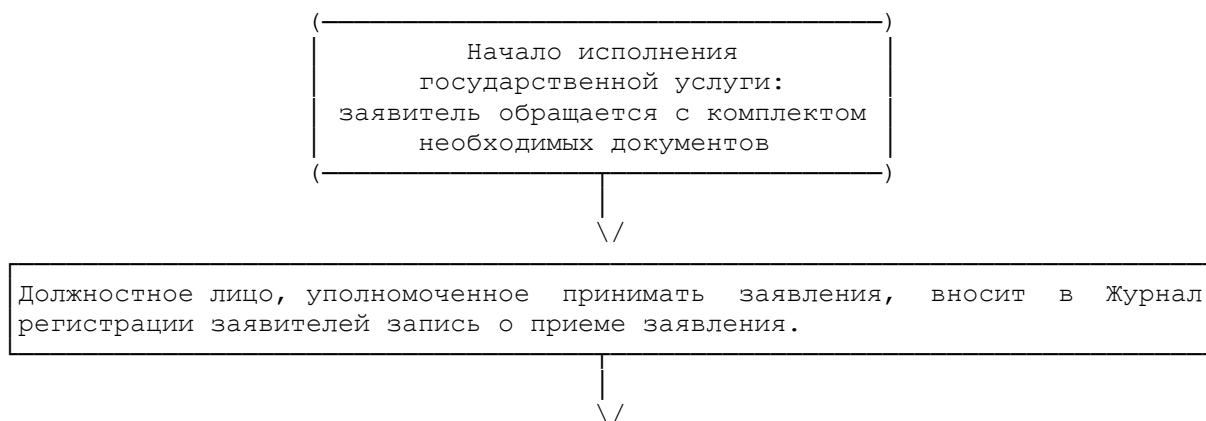 Начало исполнения
государственной услуги:
заявитель обращается с комплектом
необходимых документов
Должностное лицо, уполномоченное принимать заявления, вносит в Журнал
регистрации заявителей запись о приеме заявления.